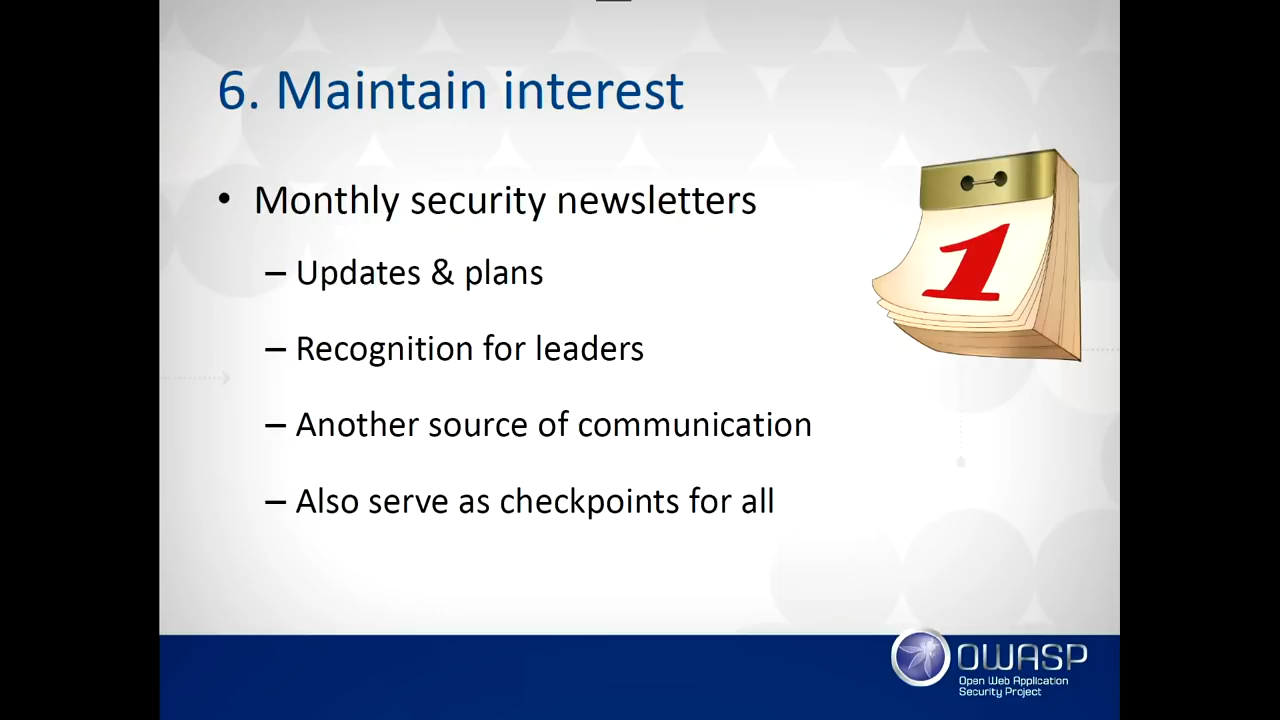 6. Maintain interest
• Monthly security newsletters
– Updates & plans
– Recognition for leaders
– Another source of communication
– Also serve as checkpoints for all
1
OWASP
Open Web Application
Security Project